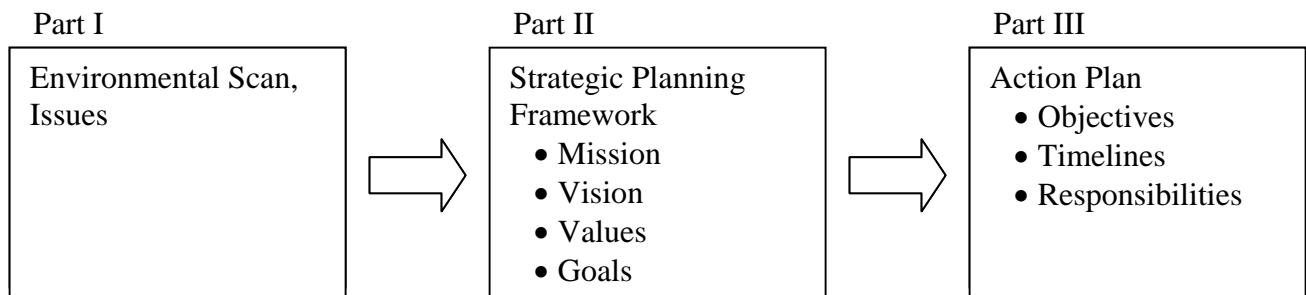 Part I
Environmental Scan,
Issues
Part II
Strategic Planning
Framework
• Mission
• Vision
• Values
• Goals
Part III
Action Plan
• Objectives
• Timelines
• Responsibilities